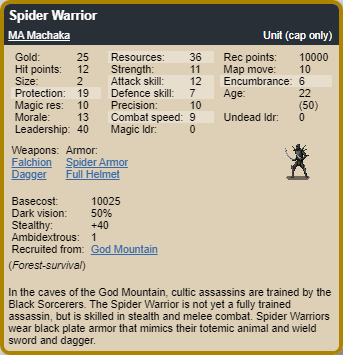 Spider Warrior
MA Machaka Unit (cap only)
Gold: 25 Resources: 36 Rec points: 10000
Hit points: 12 Strength: 11 Map move: 10
Size: 2 Attack skill: 12 Encumbrance: 6
Protection: 19 Defence skill: 7 Age: 22
Magic res: 10 Precision: 10 (50)
Morale: 13 Combat speed: 9 Undead ldr: 0
Leadership: 40 Magic ldr: 0
Weapons: Armor:
Falchion Spider Armor
Dagger Full Helmet
Basecost: 10025
Dark vision: 50%
Stealthy: +40
Ambidextrous: 1
Recruited from: God Mountain
(Forest-survival)
In the caves of the God Mountain, cultic assassins are trained by the
Black Sorcerers. The Spider Warrior is not yet a fully trained
assassin, but is skilled in stealth and melee combat. Spider Warriors
wear black plate armor that mimics their totemic animal and wield
sword and dagger.